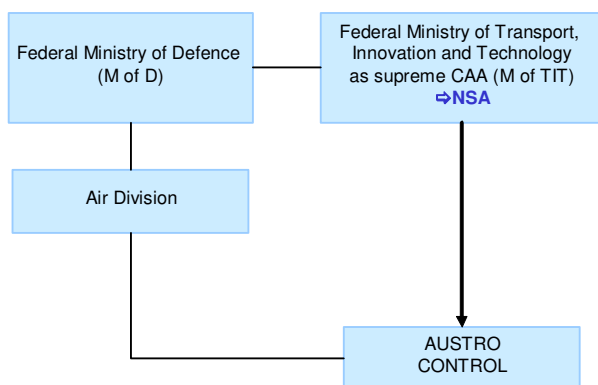 Federal Ministry of Defence
(M of D)
Federal Ministry of Transport,
Innovation and Technology
as supreme CAA (M of TIT)
⇨NSA
Air Division
AUSTRO
CONTROL